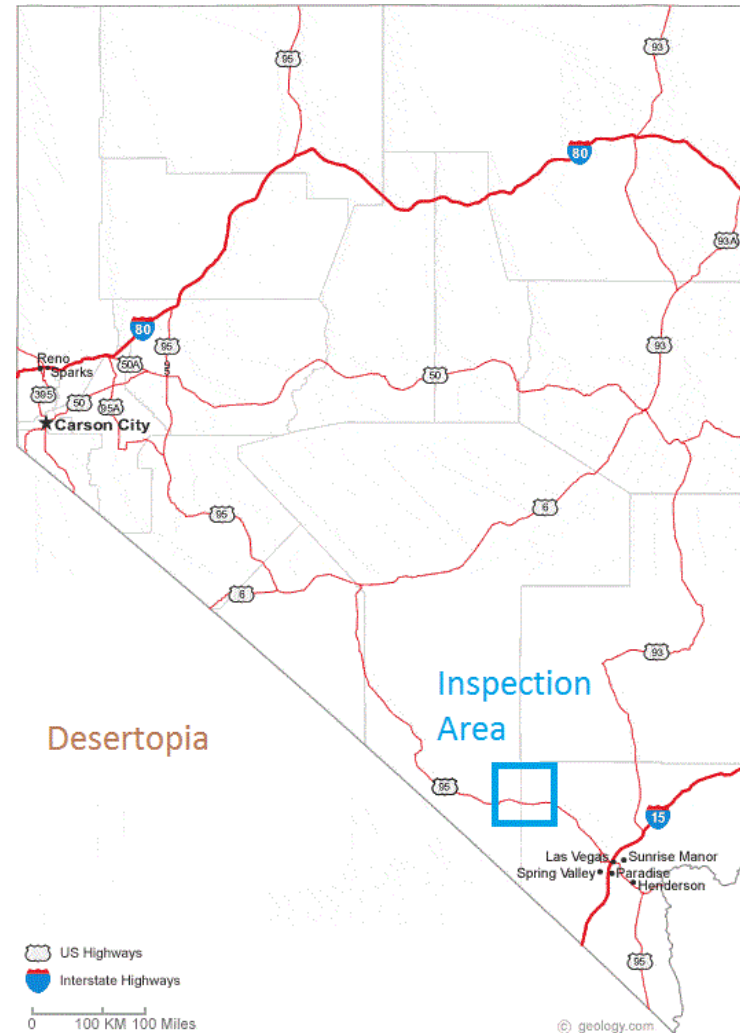 95
93
80
80
93A
80
95
95
50A
93
Reno
Sparks
50
395
50
95A
Carson City
95
6
6
93
Inspection
Area
Desertopia
95
15
Las Vegas
Sunrise Manor
Spring Valley
Paradise
Henderson
US Highways
95
Interstate Highways
0 100 KM 100 Miles
© geology.com